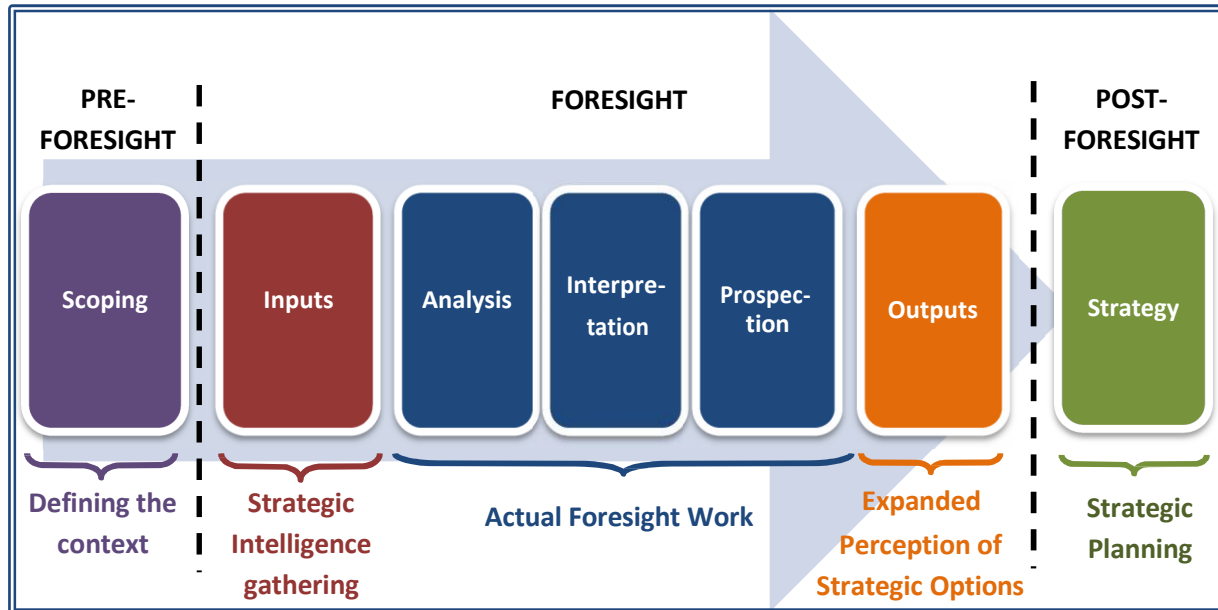 PRE-
FORESIGHT
FORESIGHT
POST-
FORESIGHT
Scoping
Inputs
Analysis
Interpre-
tation
Prospec-
tion
Outputs
Strategy
Defining the
context
Strategic
Intelligence
gathering
Actual Foresight Work
Expanded
Perception of
Strategic Options
Strategic
Planning